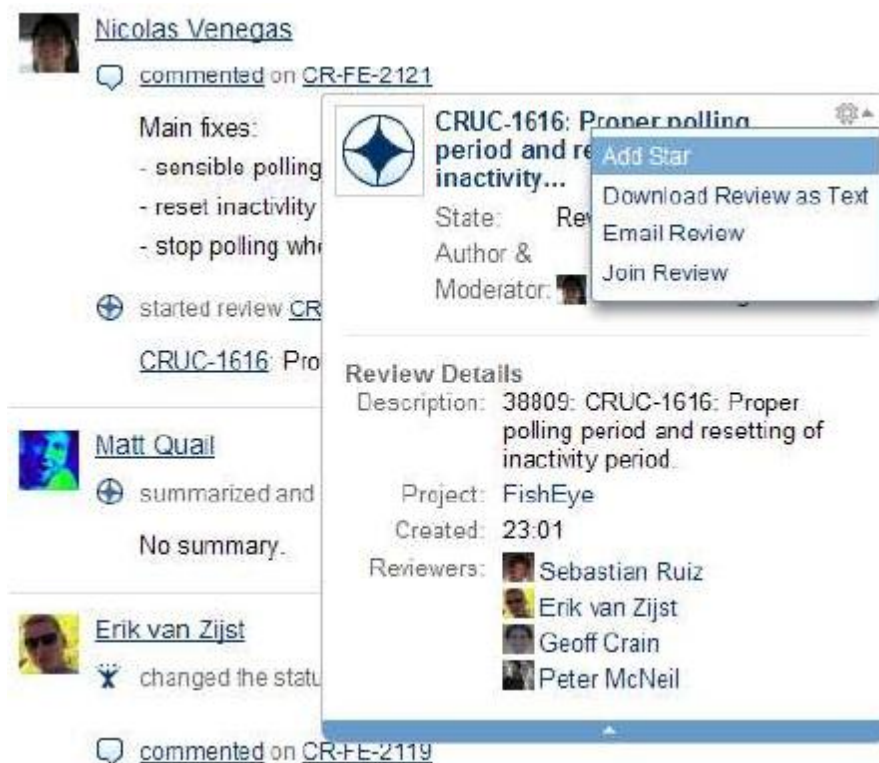 Nicolas Venegas
commented on CR-FE-2121
Main fixes:
- sensible polling
- reset inactivlity
- stop polling whe
started review CR
CRUC-1616: Pro
CRUC-1616: Proper polling
period and re
inactivity...
State: Rev
Author &
Moderator:
Add Star
Download Review as Text
Email Review
Join Review
Review Details
Description: 38809: CRUC-1616: Proper
polling period and resetting of
inactivity period.
Project: FishEye
Created: 23:01
Reviewers: Sebastian Ruiz
Erik van Zijst
Geoff Crain
Peter McNeil
Matt Quail
summarized and
No summary.
Erik van Zijst
changed the statu
commented on CR-FE-2119